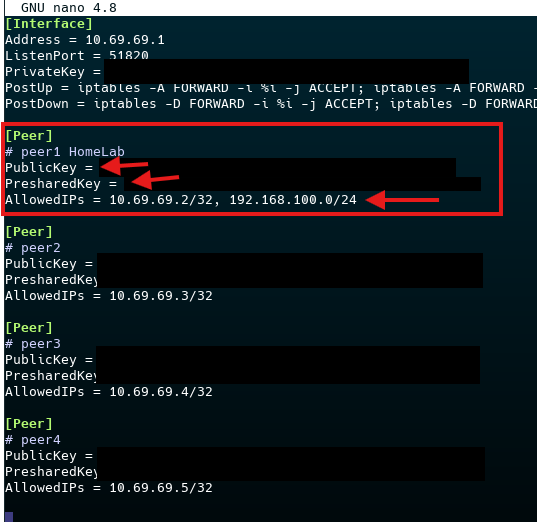 GNU nano 4.8
[Interface]
Address = 10.69.69.1
ListenPort = 51820
PrivateKey =
PostUp = iptables -A FORWARD -i %i -j ACCEPT; iptables -A FORWARD -
PostDown = iptables -D FORWARD -i %i -j ACCEPT; iptables -D FORWARD
[Peer]
# peer1 HomeLab
PublicKey =
PresharedKey =
AllowedIPs = 10.69.69.2/32, 192.168.100.0/24
[Peer]
# peer2
PublicKey =
PresharedKey
AllowedIPs = 10.69.69.3/32
[Peer]
# peer3
PublicKey =
PresharedKey
AllowedIPs = 10.69.69.4/32
[Peer]
# peer4
PublicKey =
PresharedKey
AllowedIPs = 10.69.69.5/32